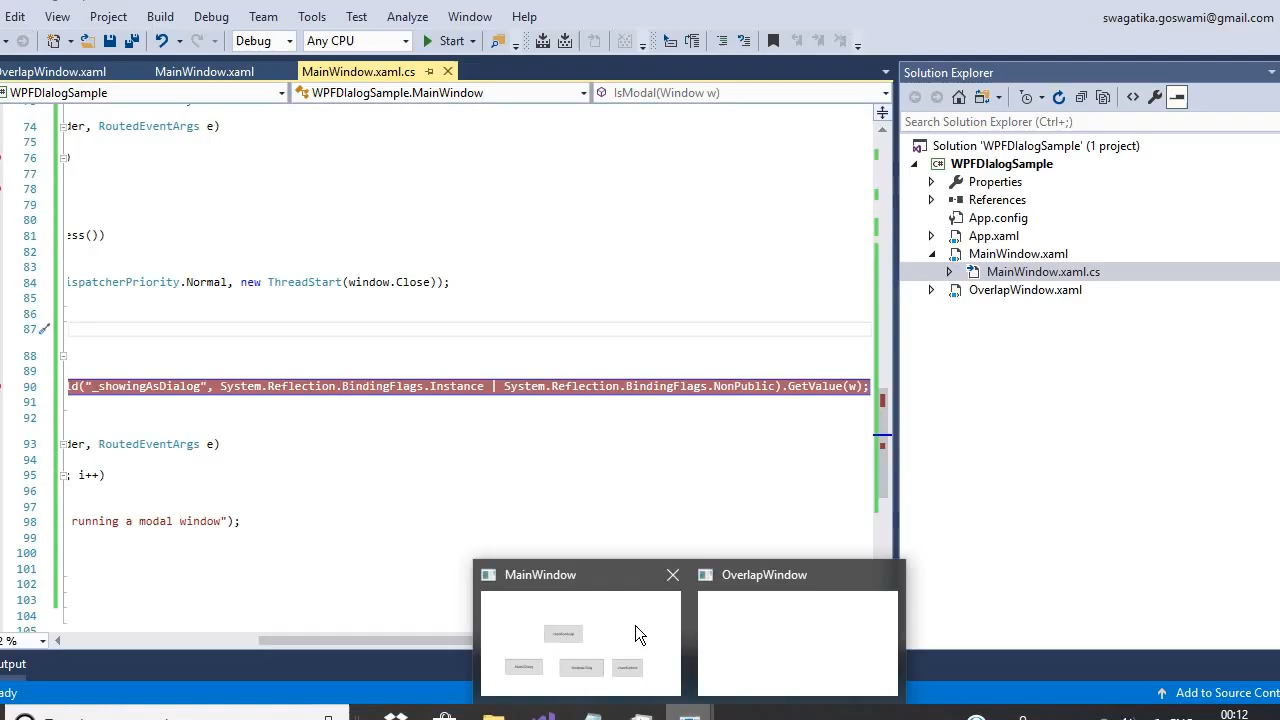 Edit View Project Build Debug Team Tools Test Analyze Window Help swagatika.goswami@gmail.com
Debug Any CPU Start
OverlapWindow.xaml MainWindow.xaml MainWindow.xaml.cs Solution Explorer
WPFDIalogSample WPFDIalogSample.MainWindow IsModal(Window w)
Search Solution Explorer (Ctrl+;)
Solution 'WPFDIalogSample' (1 project)
WPFDIalogSample
Properties
References
App.config
App.xaml
MainWindow.xaml
MainWindow.xaml.cs
OverlapWindow.xaml
74 der, RoutedEventArgs e)
75
76 )
77
78
79
80
81 ess())
82
83
84 ispatcherPriority.Normal, new ThreadStart(window.Close));
85
86
87
88
89
90 ld("_showingAsDialog", System.Reflection.BindingFlags.Instance | System.Reflection.BindingFlags.NonPublic).GetValue(w);
91
92
93 der, RoutedEventArgs e)
94
95 ; i++)
96
97
98 running a modal window");
99
100
101
102
103
104
105
MainWindow OverlapWindow
%
utput
ady Add to Source Cont
00:12